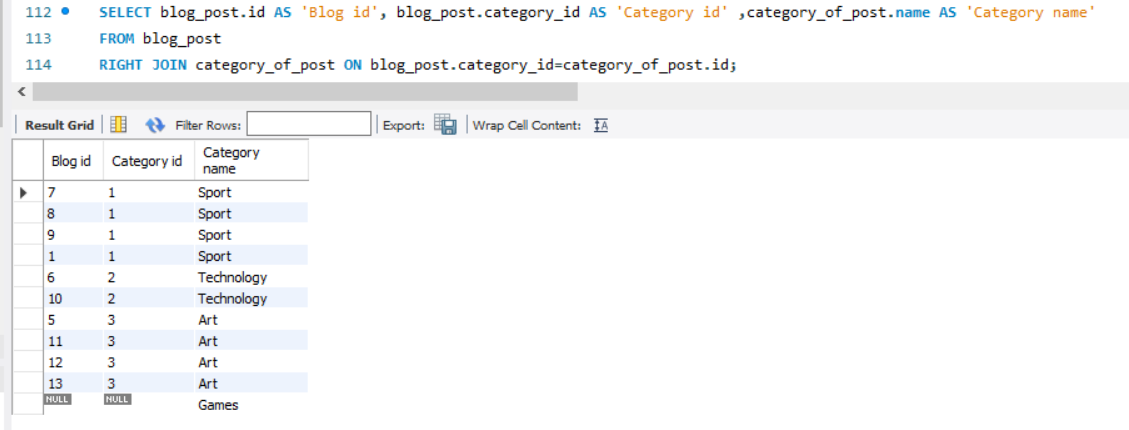 112 SELECT blog_post.id AS 'Blog id', blog_post.category_id AS 'Category id' ,category_of_post.name AS 'Category name'
113 FROM blog_post
114 RIGHT JOIN category_of_post ON blog_post.category_id=category_of_post.id;
Result Grid Filter Rows: Export: Wrap Cell Content: IA
Blog id Category id Category name
7 1 Sport
8 1 Sport
9 1 Sport
1 1 Sport
6 2 Technology
10 2 Technology
5 3 Art
11 3 Art
12 3 Art
13 3 Art
NULL NULL Games